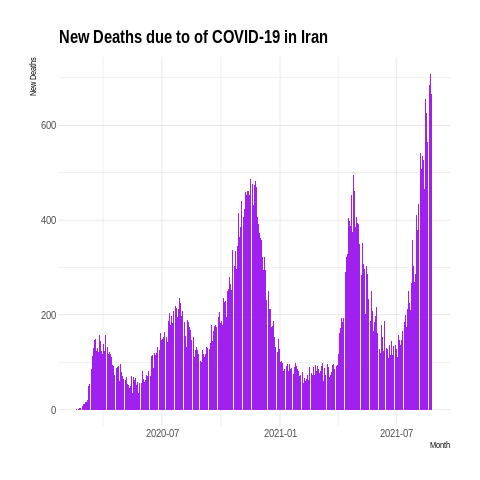 New Deaths due to of COVID-19 in Iran
New Deaths
600
400
200
0
2020-07
2021-01
2021-07
Month